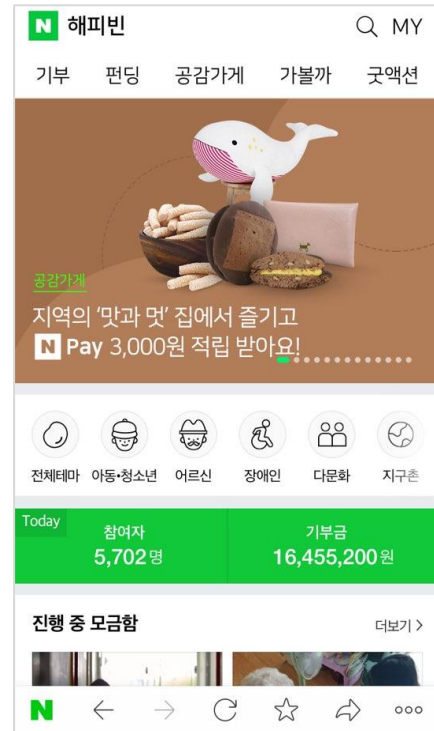 N 해피빈 MY
기부 펀딩 공감가게 가볼까 굿액션
공감가게
지역의 ‘맛과 멋’ 집에서 즐기고
N Pay 3,000원 적립 받아요!
전체테마 아동•청소년 어르신 장애인 다문화 지구촌
Today
참여자 기부금
5,702명 16,455,200원
진행 중 모금함 더보기 >
N